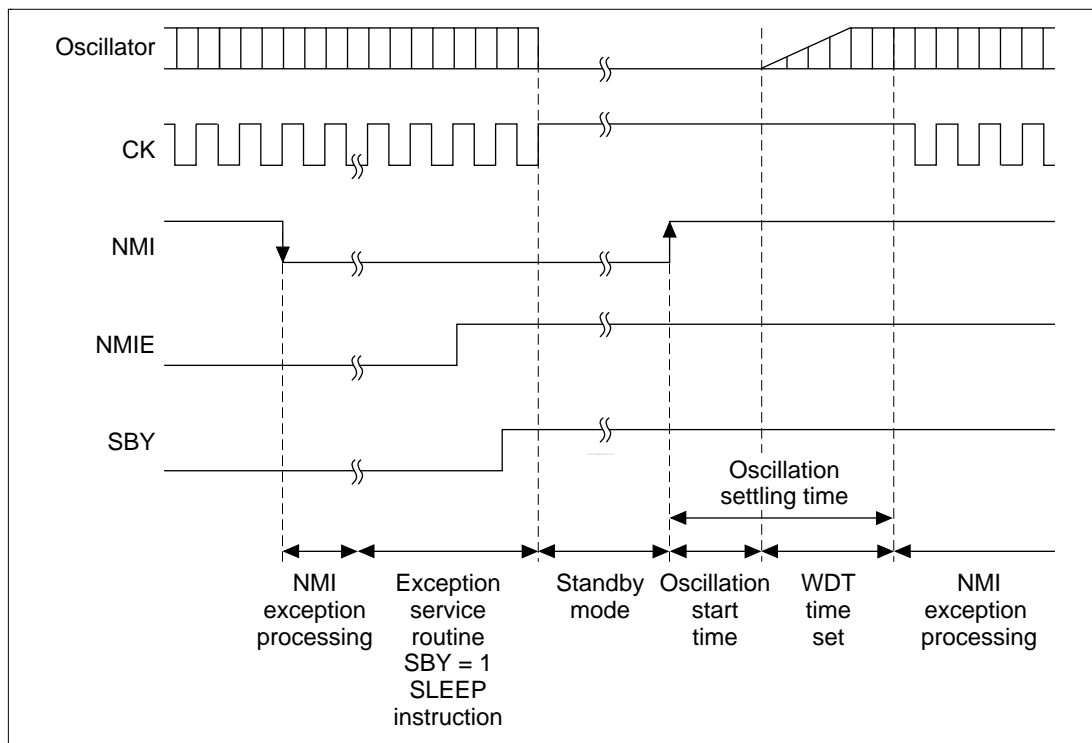 Oscillator
CK
NMI
NMIE
SBY
Oscillation
settling time
NMI
exception
processing
Exception
service
routine
SBY = 1
SLEEP
instruction
Standby
mode
Oscillation
start
time
WDT
time
set
NMI
exception
processing